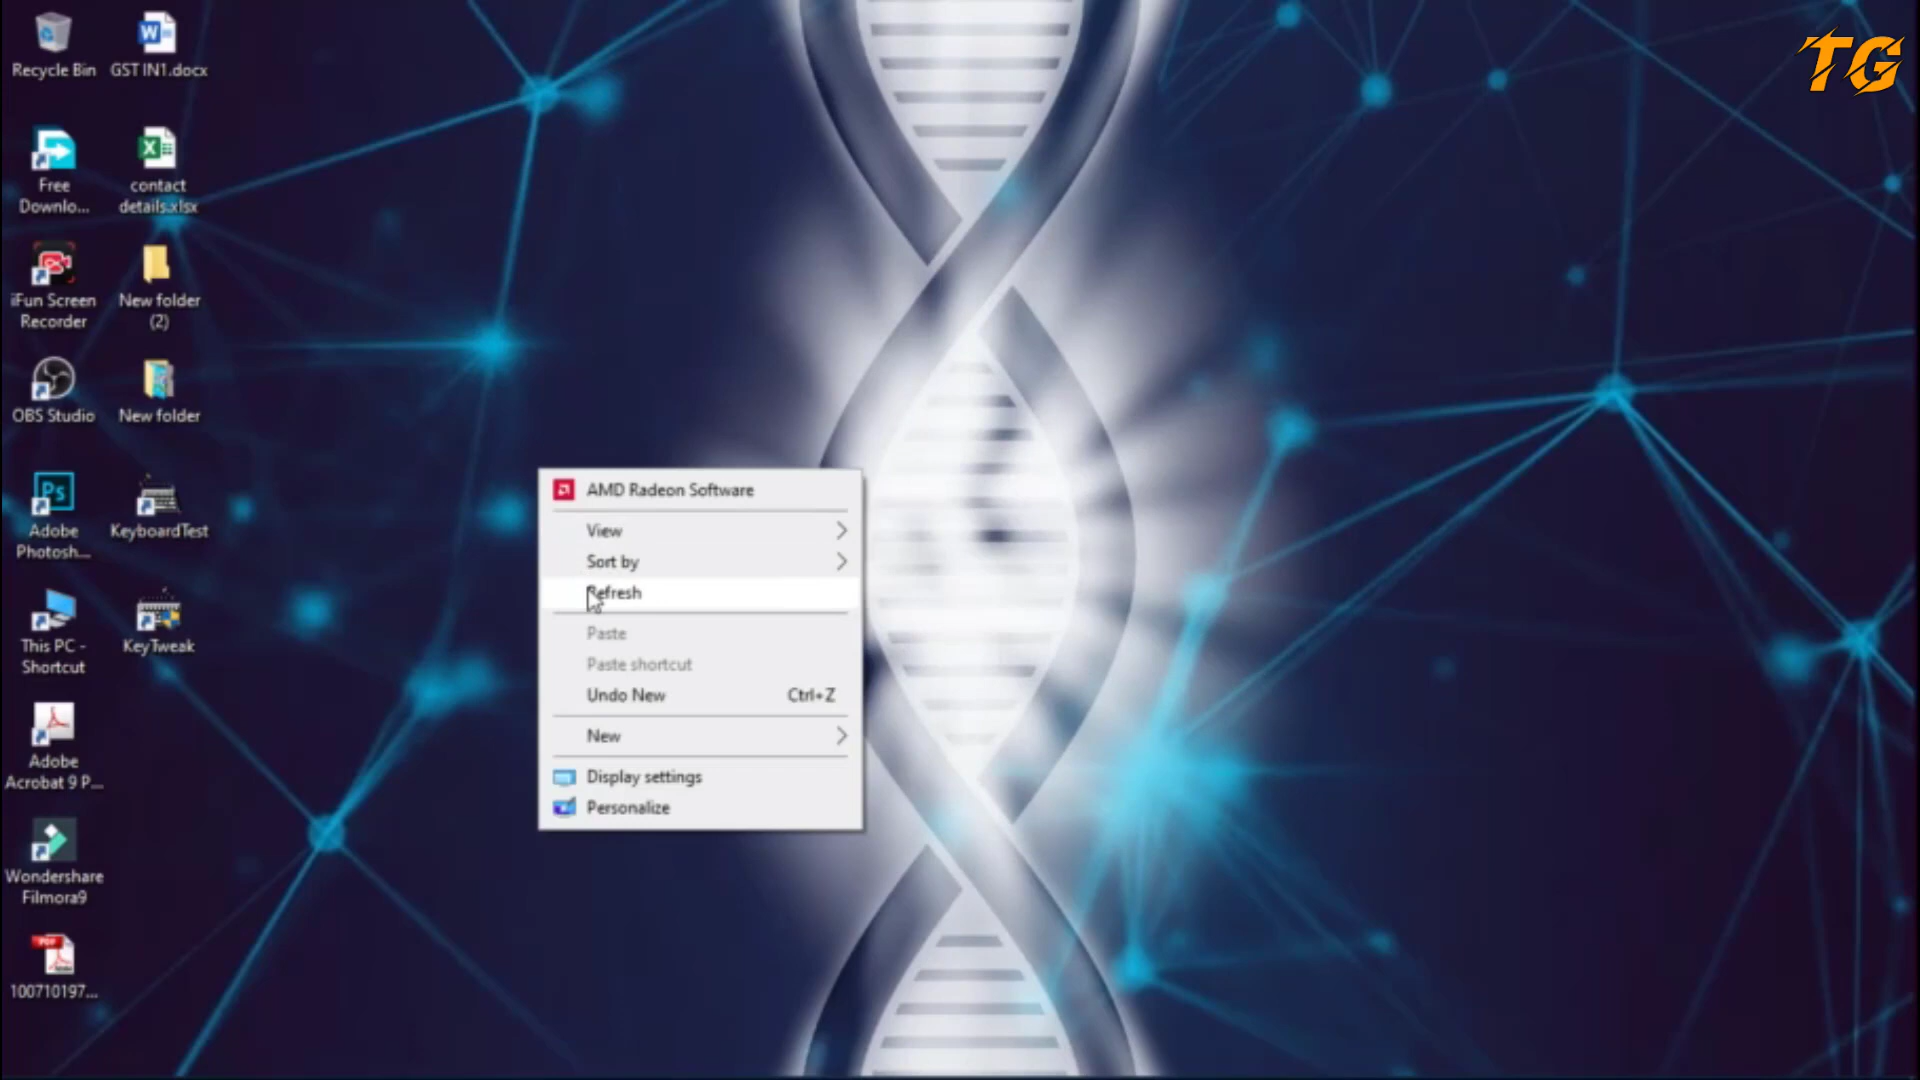 Recycle Bin
GST IN1.docx
TG
Free
Downlo...
contact
details.xlsx
iFun Screen
Recorder
New folder
(2)
OBS Studio
New folder
Ps
Adobe
Photosh...
KeyboardTest
This PC -
Shortcut
KeyTweak
Adobe
Acrobat 9 P...
Wondershare
Filmora9
PDF
100710197...
AMD Radeon Software
View
Sort by
Refresh
Paste
Paste shortcut
Undo New Ctrl+Z
New
Display settings
Personalize